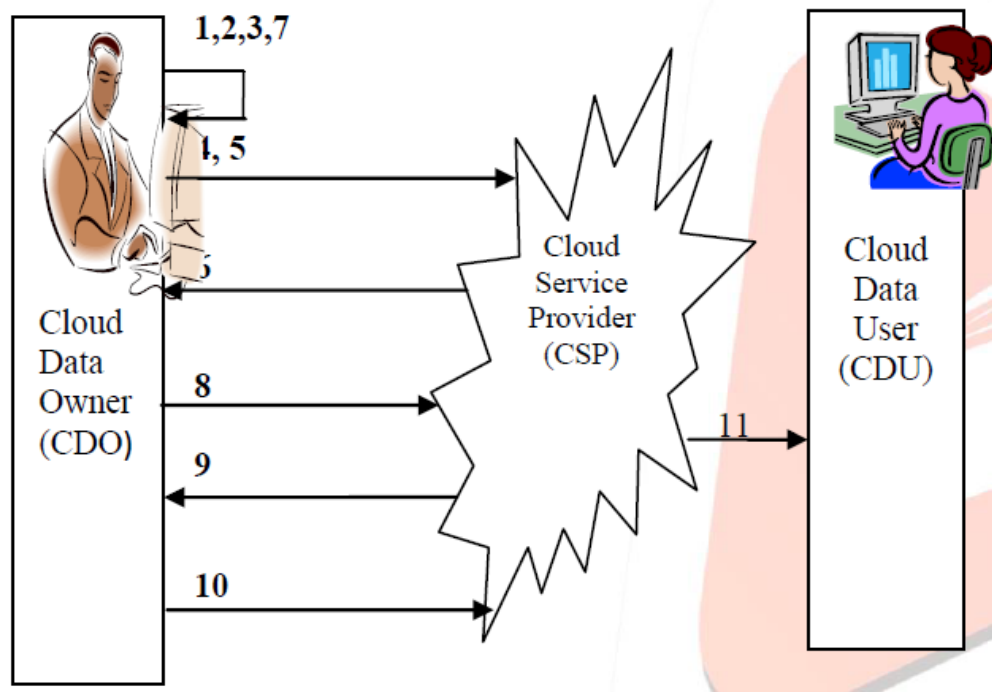 1,2,3,7
4, 5
6
Cloud
Data
Owner
(CDO)
8
9
10
Cloud
Service
Provider
(CSP)
11
Cloud
Data
User
(CDU)